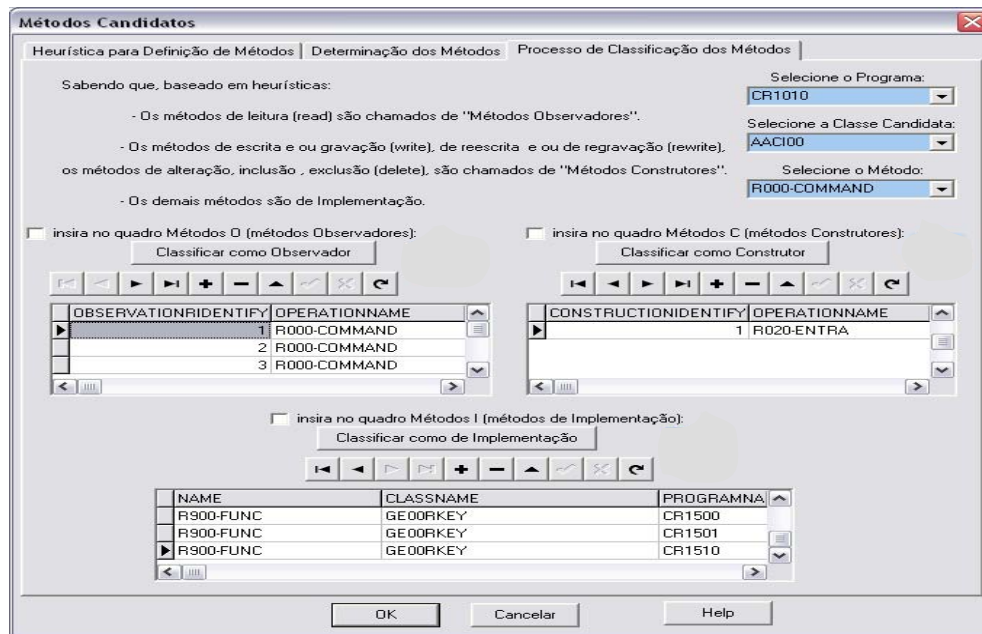 Métodos Candidatos
Heurística para Definição de Métodos | Determinação dos Métodos | Processo de Classificação dos Métodos
Sabendo que, baseado em heurísticas:
- Os métodos de leitura (read) são chamados de "Métodos Observadores".
- Os métodos de escrita e ou gravação (write), de reescrita e ou de regravação (rewrite),
os métodos de alteração, inclusão , exclusão (delete), são chamados de "Métodos Construtores".
- Os demais métodos são de Implementação.
Selecione o Programa:
CR1010
Selecione a Classe Candidata:
AACI00
Selecione o Método:
R000-COMMAND
insira no quadro Métodos O (métodos Observadores):
Classificar como Observador
OBSERVATIONRIDENTIFY OPERATIONNAME
1 R000-COMMAND
2 R000-COMMAND
3 R000-COMMAND
insira no quadro Métodos C (métodos Construtores):
Classificar como Construtor
CONSTRUCTIONIDENTIFY OPERATIONNAME
1 R020-ENTRA
insira no quadro Métodos I (métodos de Implementação):
Classificar como de Implementação
NAME CLASSNAME PROGRAMNA
R900-FUNC GE00RKEY CR1500
R900-FUNC GE00RKEY CR1501
R900-FUNC GE00RKEY CR1510
OK Cancelar Help